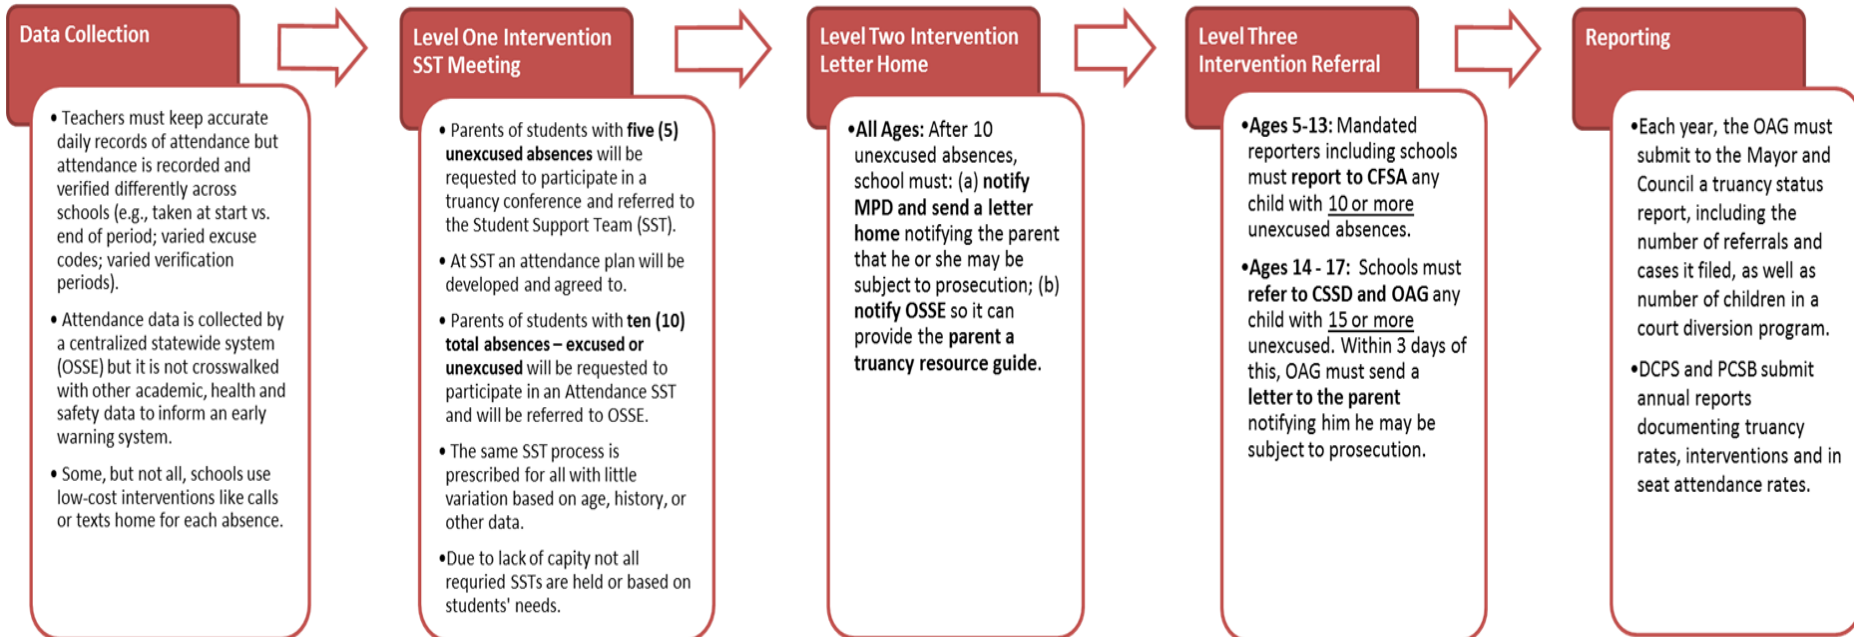 Data Collection
• Teachers must keep accurate
daily records of attendance but
attendance is recorded and
verified differently across
schools (e.g., taken at start vs.
end of period; varied excuse
codes; varied verification
periods).
• Attendance data is collected by
a centralized statewide system
(OSSE) but it is not crosswalked
with other academic, health and
safety data to inform an early
warning system.
• Some, but not all, schools use
low-cost interventions like calls
or texts home for each absence.
Level One Intervention
SST Meeting
• Parents of students with five (5)
unexcused absences will be
requested to participate in a
truancy conference and referred to
the Student Support Team (SST).
• At SST an attendance plan will be
developed and agreed to.
• Parents of students with ten (10)
total absences – excused or
unexcused will be requested to
participate in an Attendance SST
and will be referred to OSSE.
• The same SST process is
prescribed for all with little
variation based on age, history, or
other data.
•Due to lack of capity not all
requried SSTs are held or based on
students' needs.
Level Two Intervention
Letter Home
•All Ages: After 10
unexcused absences,
school must: (a) notify
MPD and send a letter
home notifying the parent
that he or she may be
subject to prosecution; (b)
notify OSSE so it can
provide the parent a
truancy resource guide.
Level Three
Intervention Referral
•Ages 5-13: Mandated
reporters including schools
must report to CFSA any
child with 10 or more
unexcused absences.
•Ages 14 - 17: Schools must
refer to CSSD and OAG any
child with 15 or more
unexcused. Within 3 days of
this, OAG must send a
letter to the parent
notifying him he may be
subject to prosecution.
Reporting
•Each year, the OAG must
submit to the Mayor and
Council a truancy status
report, including the
number of referrals and
cases it filed, as well as
number of children in a
court diversion program.
•DCPS and PCSB submit
annual reports
documenting truancy
rates, interventions and in
seat attendance rates.